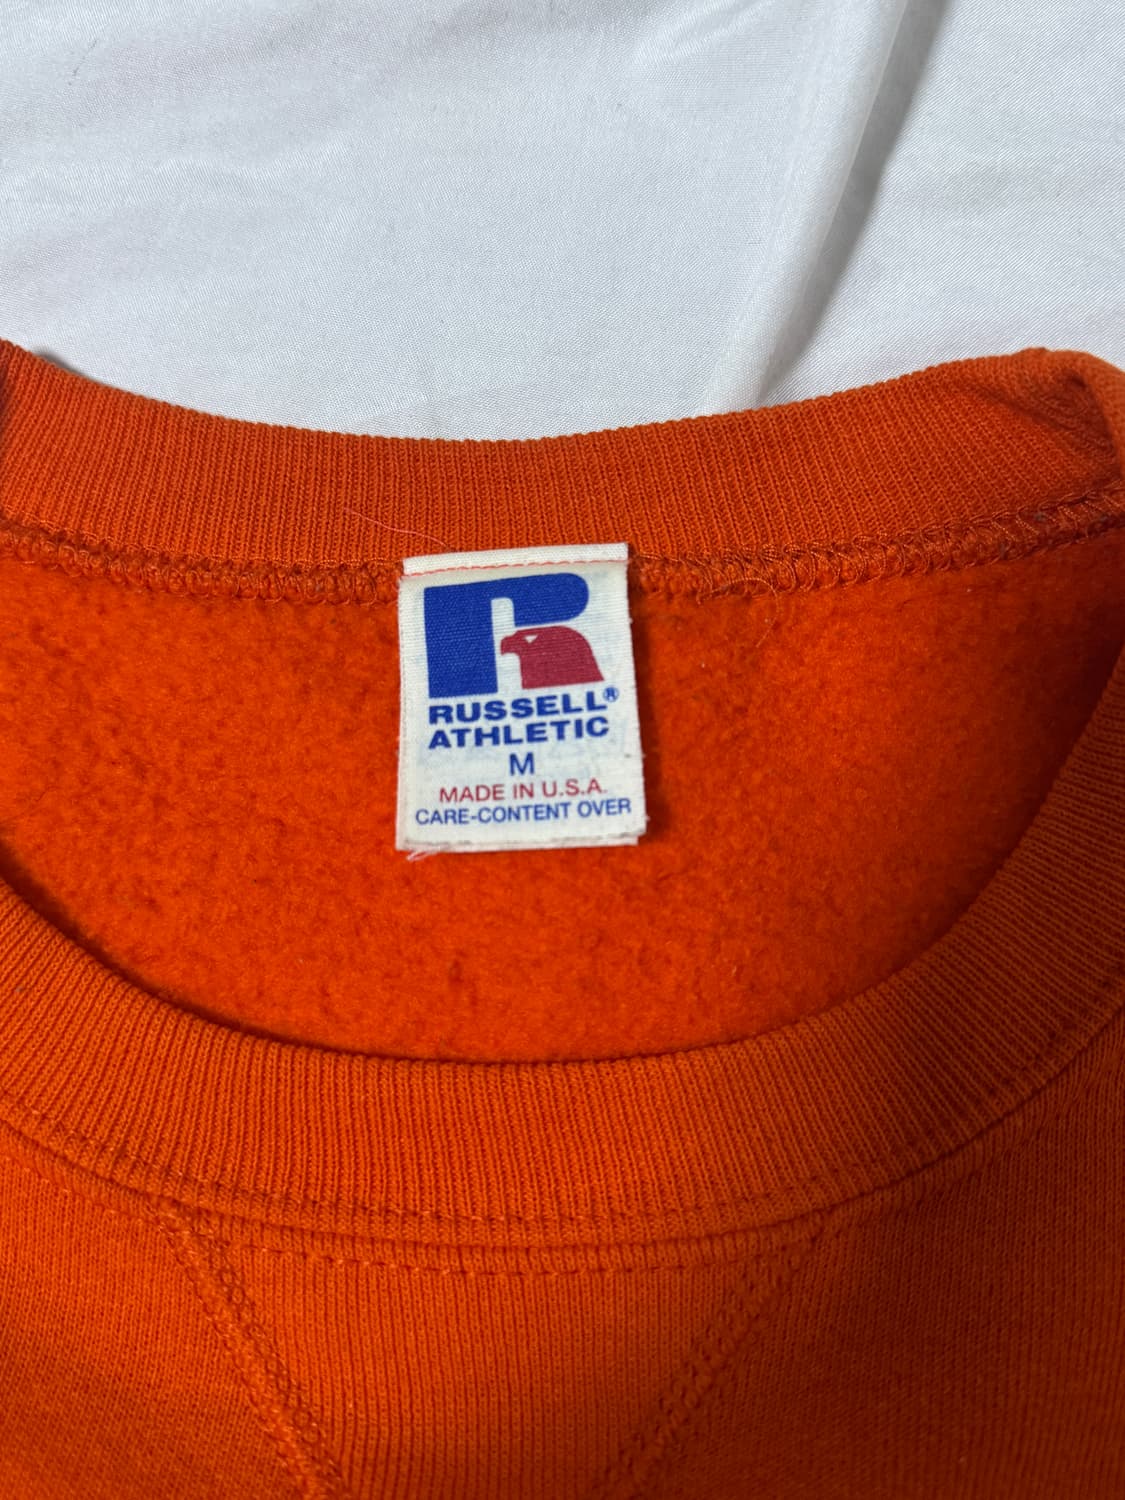 R
RUSSELL®
ATHLETIC
M
MADE IN U.S.A.
CARE-CONTENT OVER